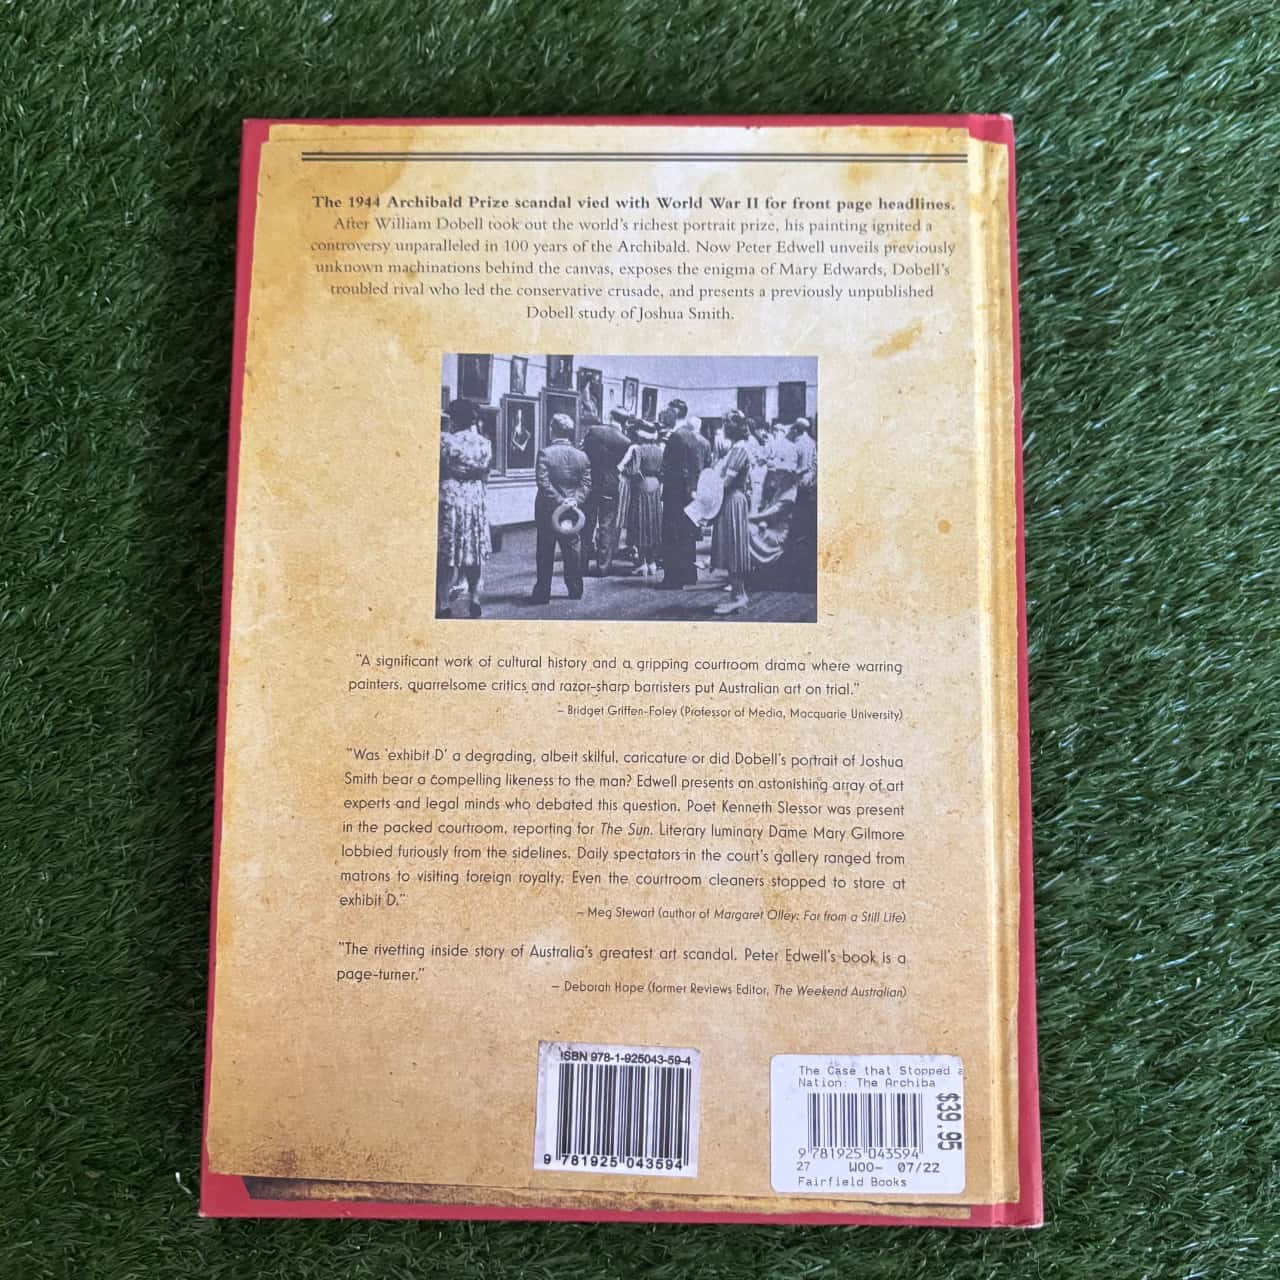 The 1944 Archibald Prize scandal vied with World War II for front page headlines.
After William Dobell took out the world's richest portrait prize, his painting ignited a
controversy unparalleled in 100 years of the Archibald. Now Peter Edwell unveils previously
unknown machinations behind the canvas, exposes the enigma of Mary Edwards, Dobell's
troubled rival who led the conservative crusade, and presents a previously unpublished
Dobell study of Joshua Smith.
"A significant work of cultural history and a gripping courtroom drama where warring
painters, quarrelsome critics and razor-sharp barristers put Australian art on trial."
– Bridget Griffen-Foley (Professor of Media, Macquarie University)
"Was 'exhibit D' a degrading, albeit skilful, caricature or did Dobell's portrait of Joshua
Smith bear a compelling likeness to the man? Edwell presents an astonishing array of art
experts and legal minds who debated this question. Poet Kenneth Slessor was present
in the packed courtroom, reporting for The Sun. Literary luminary Dame Mary Gilmore
lobbied furiously from the sidelines. Daily spectators in the court's gallery ranged from
matrons to visiting foreign royalty. Even the courtroom cleaners stopped to stare at
exhibit D."
– Meg Stewart (author of Margaret Olley: Far from a Still Life)
"The rivetting inside story of Australia's greatest art scandal. Peter Edwell's book is a
page-turner."
– Deborah Hope (former Reviews Editor, The Weekend Australian)
ISBN 978-1-925043-59-4
9 781925 043594
The Case that Stopped a
Nation: The Archiba
$39.95
9 781925 043594
27 WOO- 07/22
Fairfield Books